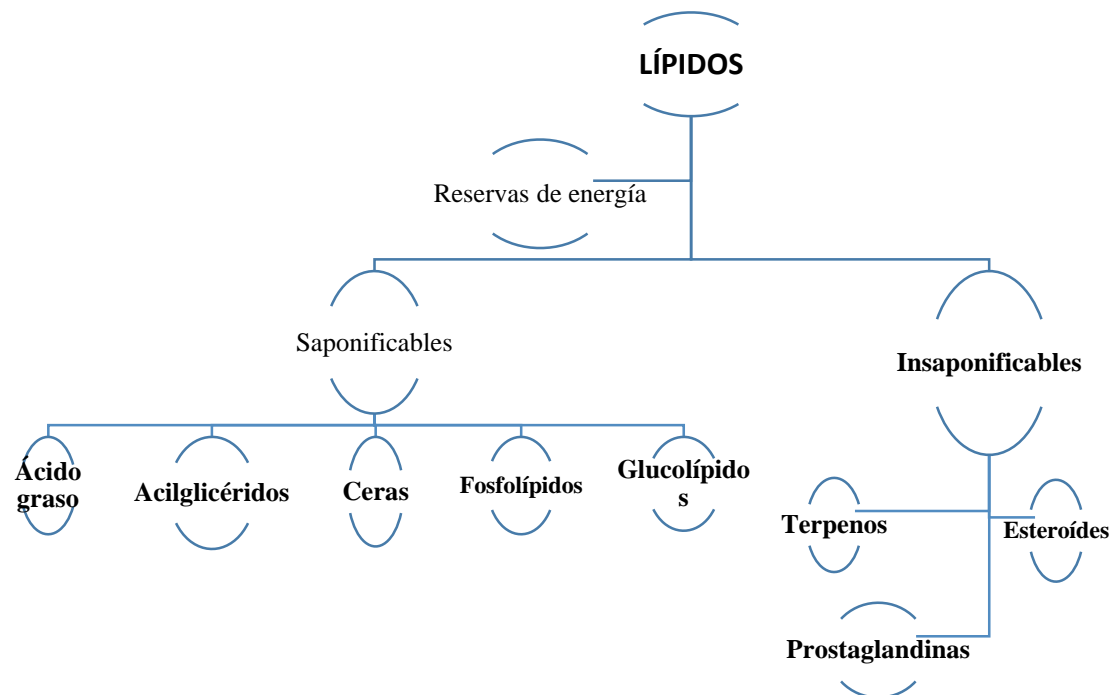 LÍPIDOS
Reservas de energía
Saponificables
Insaponificables
Ácido
graso
Acilglicéridos
Ceras
Fosfolípidos
Glucolípido
s
Terpenos
Esteroídes
Prostaglandinas